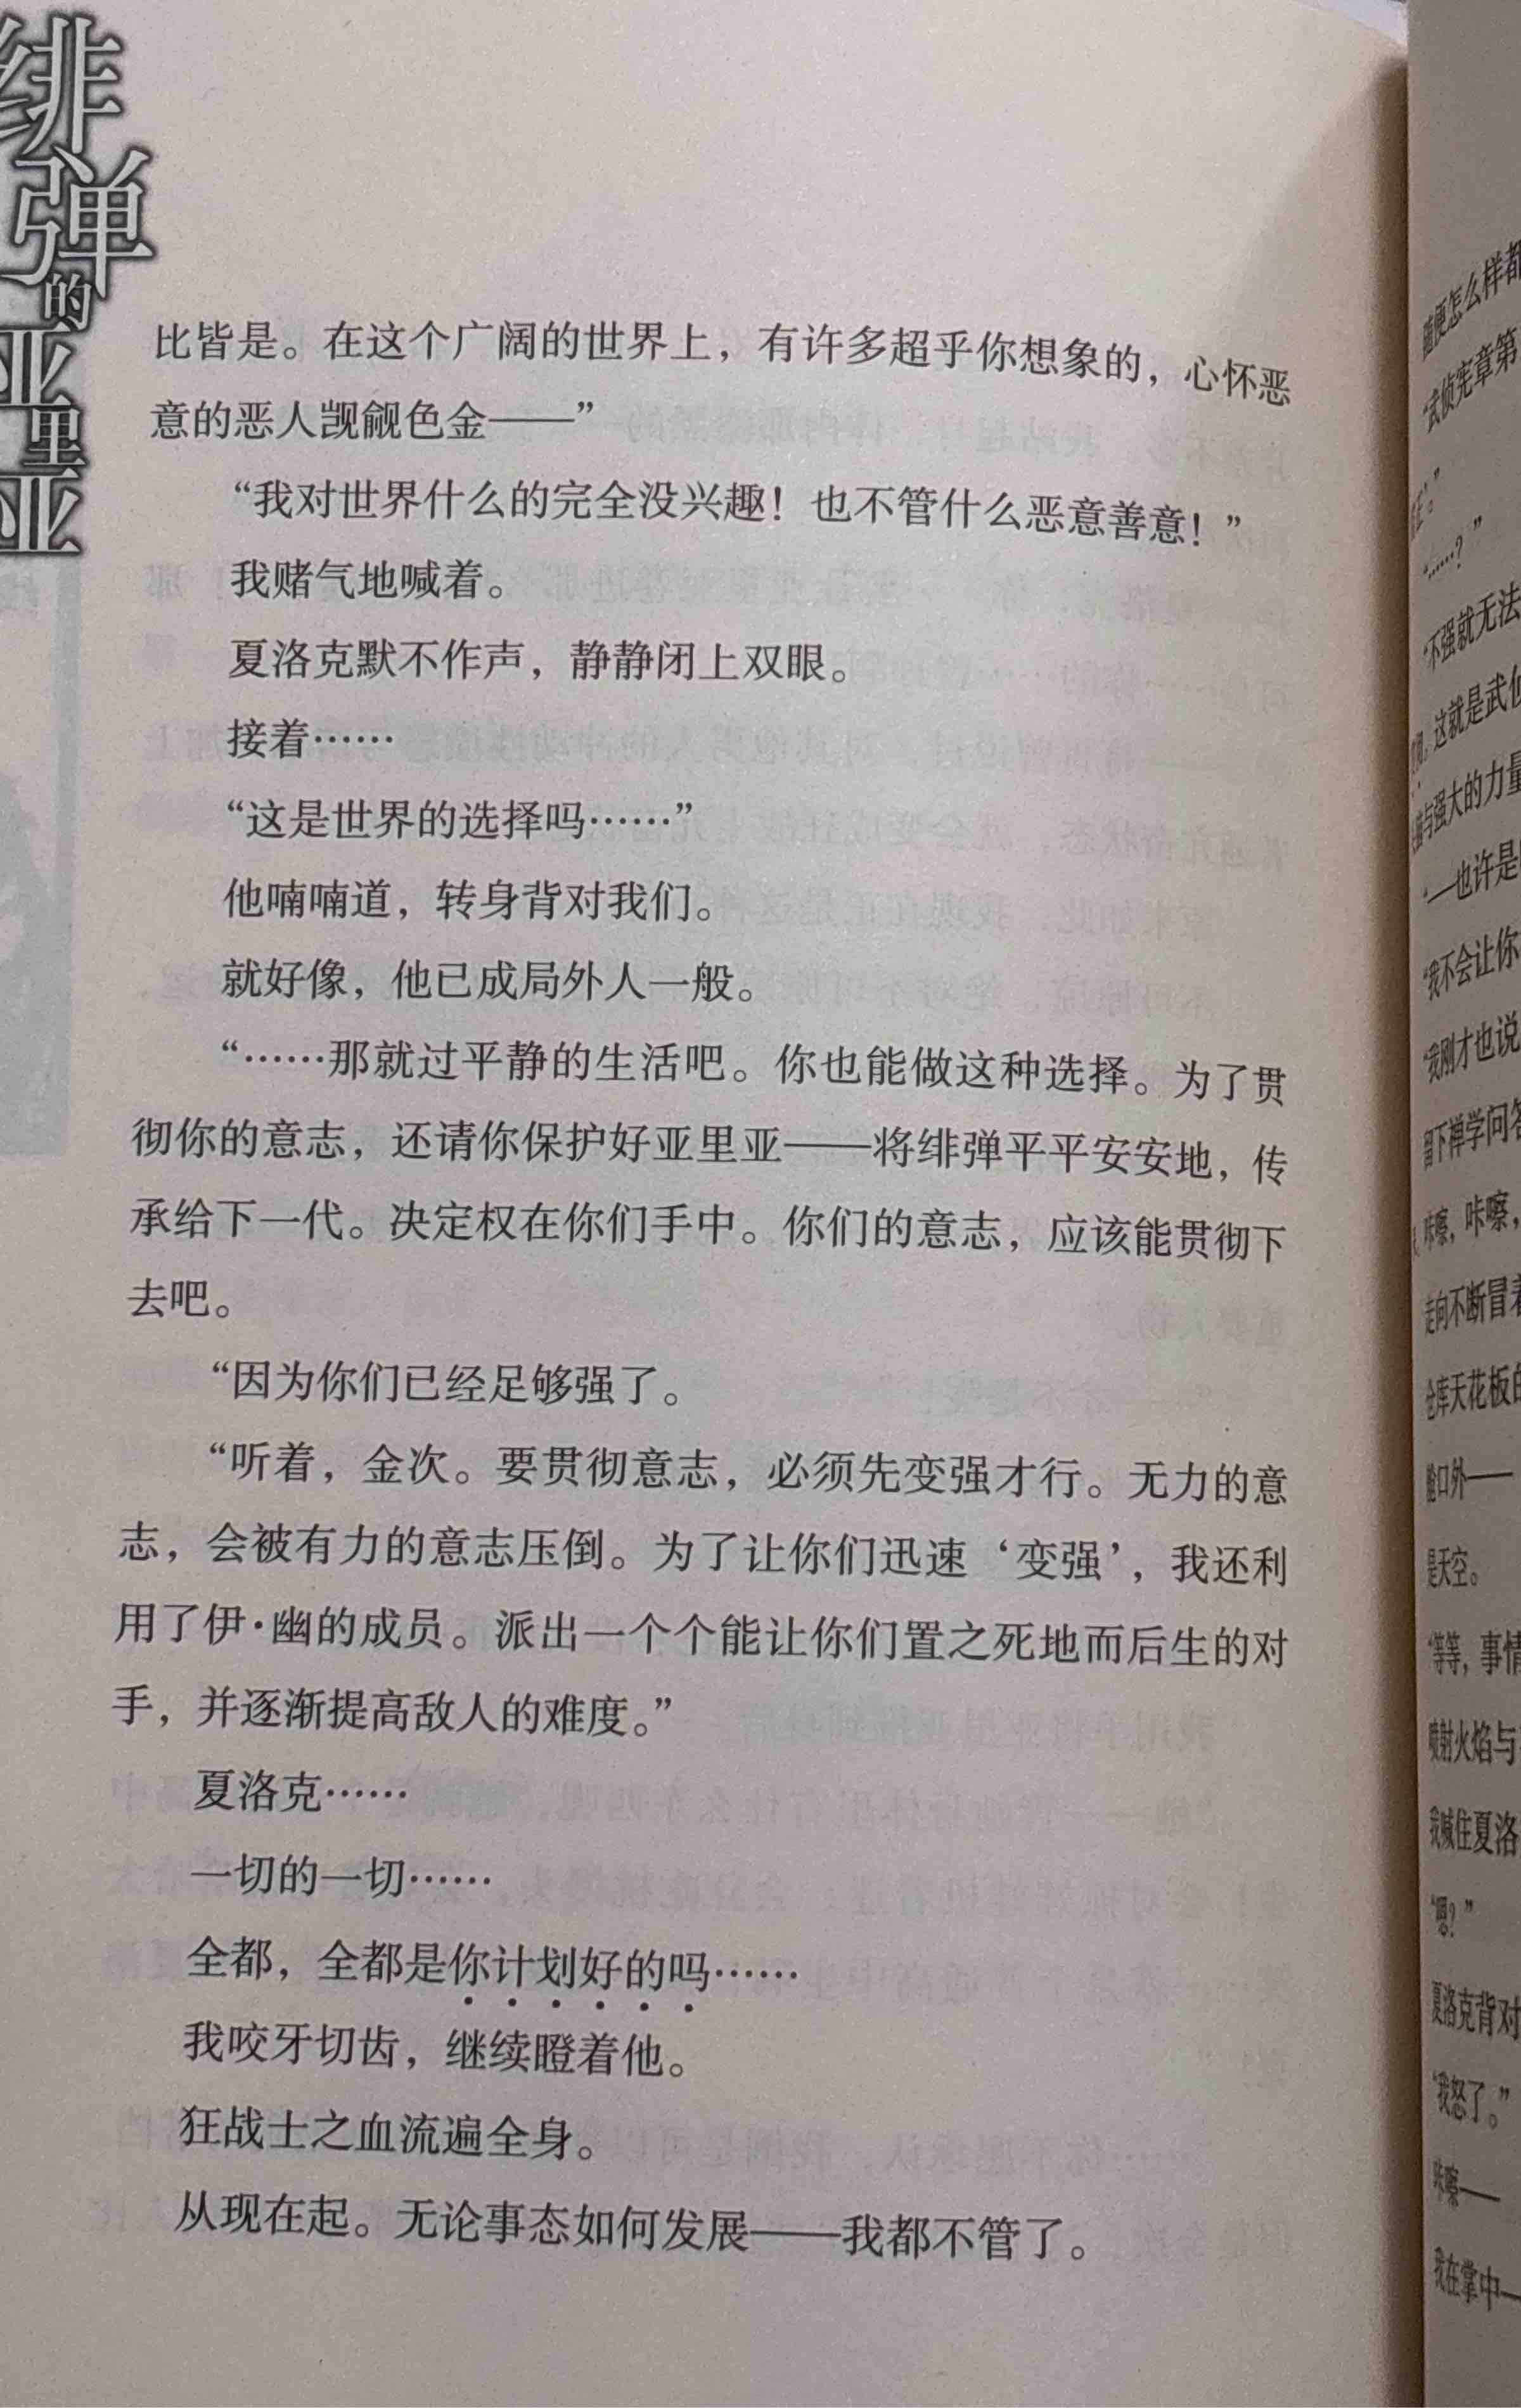 绯弹的亚里亚
比皆是。在这个广阔的世界上，有许多超乎你想象的，心怀恶
意的恶人觊觎色金——”
“我对世界什么的完全没兴趣！也不管什么恶意善意！”
我赌气地喊着。
夏洛克默不作声，静静闭上双眼。
接着……
“这是世界的选择吗……”
他喃喃道，转身背对我们。
就好像，他已成局外人一般。
“……那就过平静的生活吧。你也能做这种选择。为了贯
彻你的意志，还请你保护好亚里亚——将绯弹平平安安地，传
承给下一代。决定权在你们手中。你们的意志，应该能贯彻下
去吧。
“因为你们已经足够强了。
“听着，金次。要贯彻意志，必须先变强才行。无力的意
志，会被有力的意志压倒。为了让你们迅速‘变强’，我还利
用了伊·幽的成员。派出一个个能让你们置之死地而后生的对
手，并逐渐提高敌人的难度。”
夏洛克……
一切的一切……
全都，全都是你计划好的吗……
我咬牙切齿，继续瞪着他。
狂战士之血流遍全身。
从现在起。无论事态如何发展——我都不管了。
随便怎么样都
“武侦宪章第
“……？”
“不强就无法
这就是武侦
与强大的力量
“—也许是
“我不会让你
“我刚才也说
留下禅学问答
咔嚓，咔嚓，
走向不断冒着
仓库天花板的
舱口外——
是天空。
“等等，事情
喷射火焰与
我喊住夏洛
“嗯？”
夏洛克背对
“我怒了。”
咔嚓——
我在掌中—